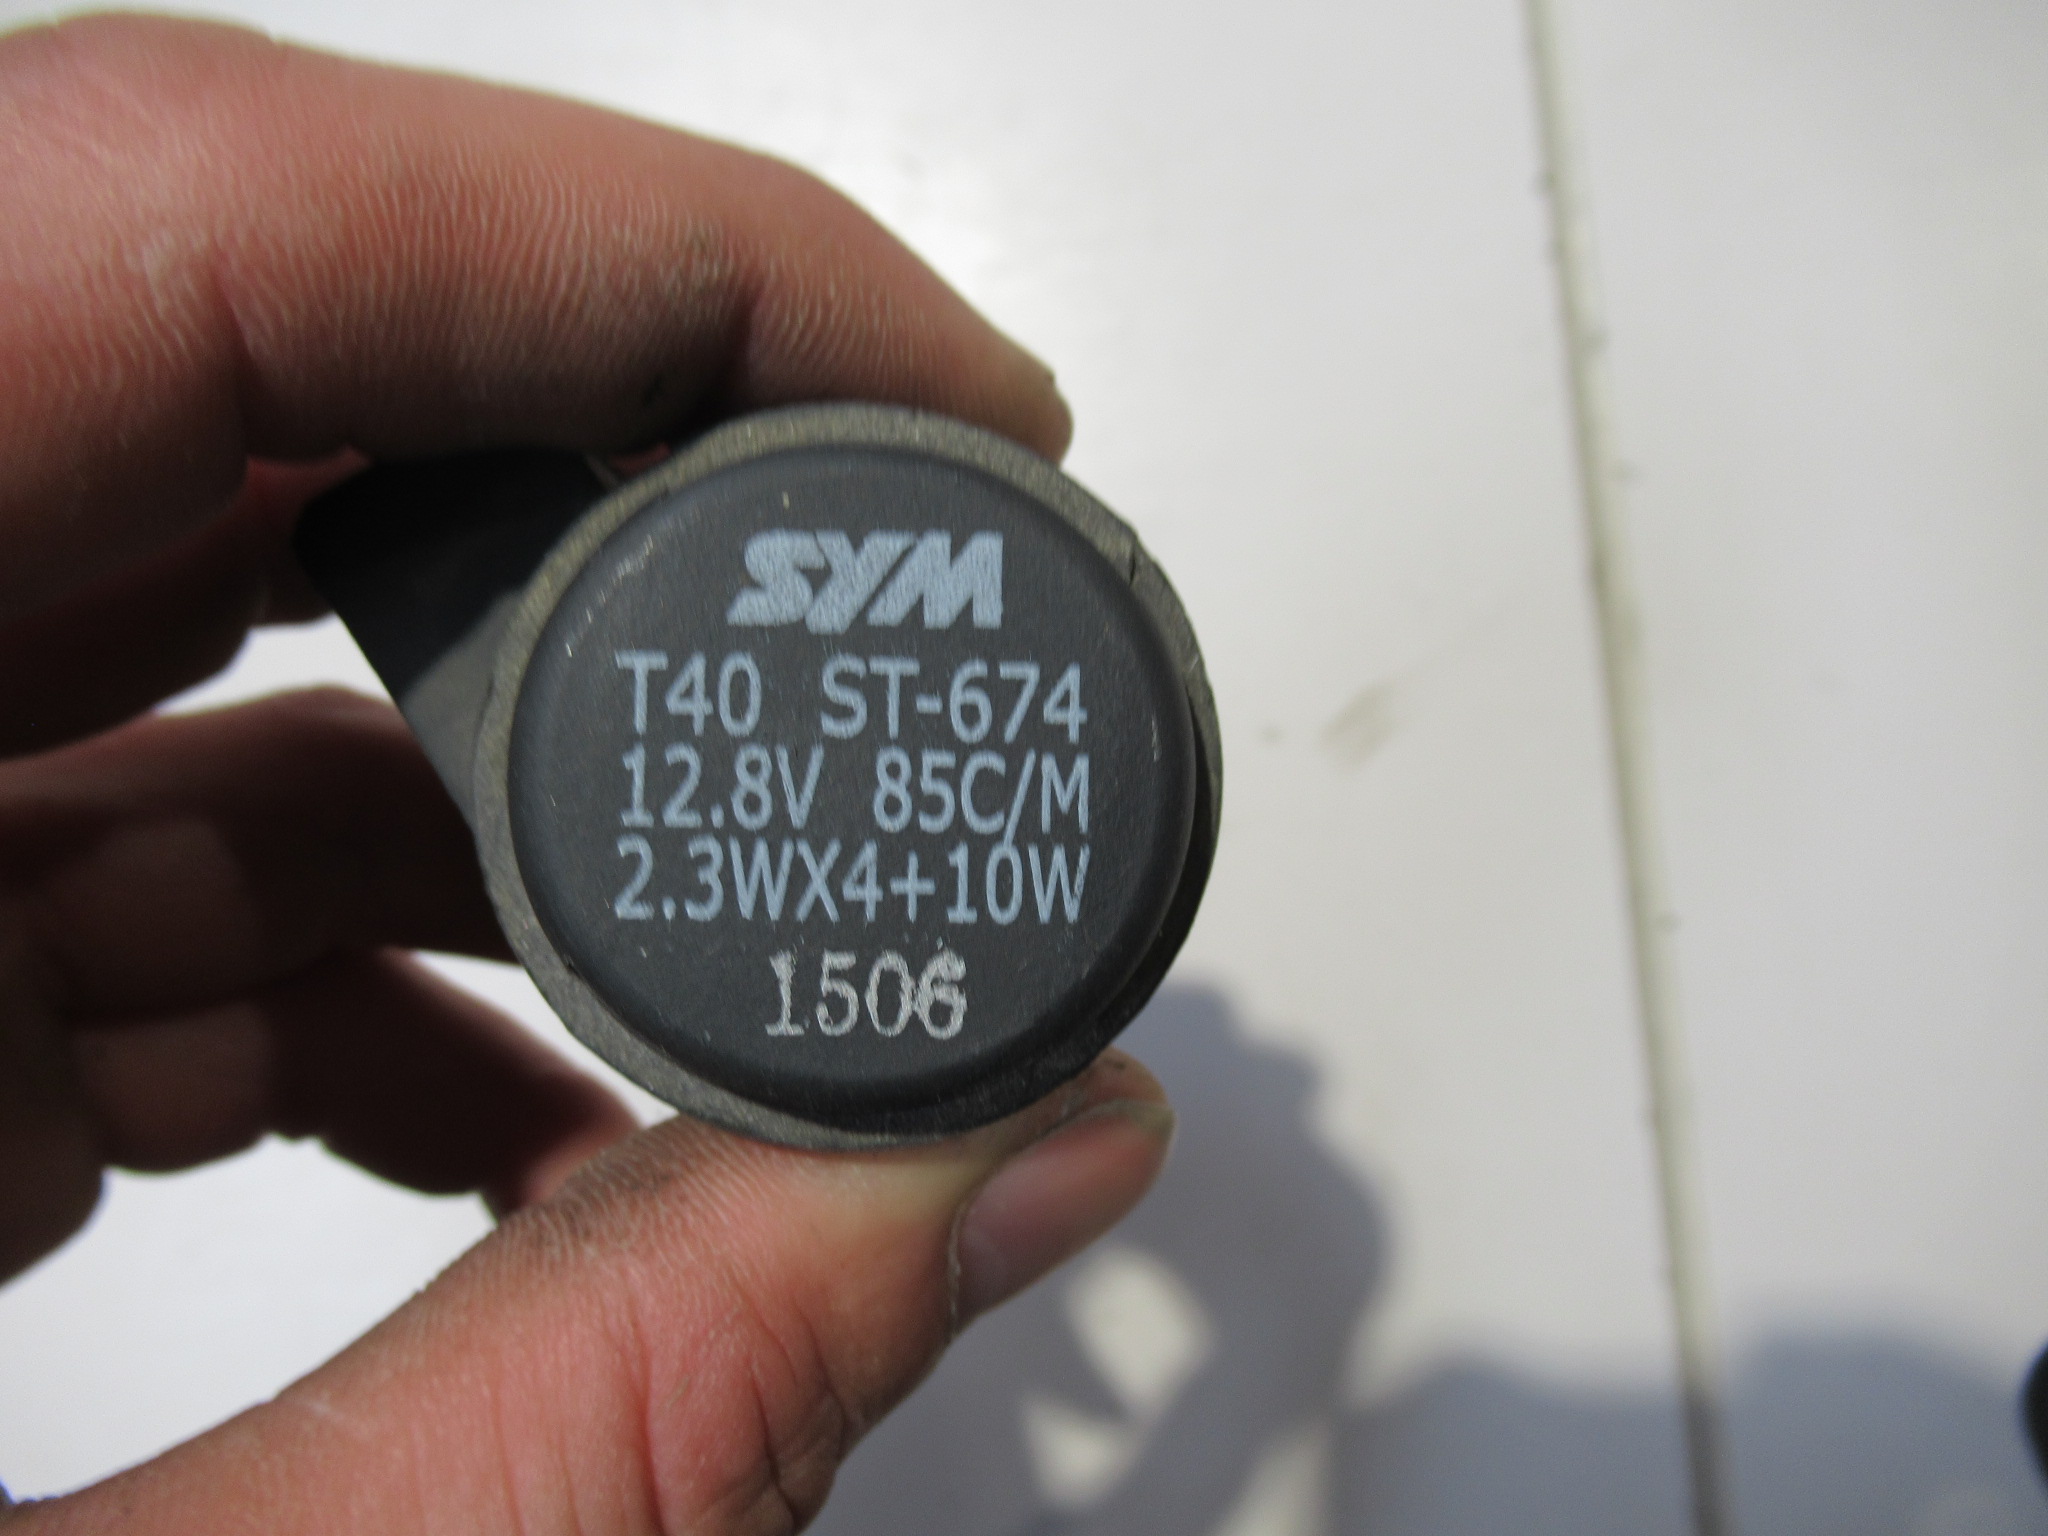 SYM
T40 ST-674
12.8V 85C/M
2.3WX4+10W
1506